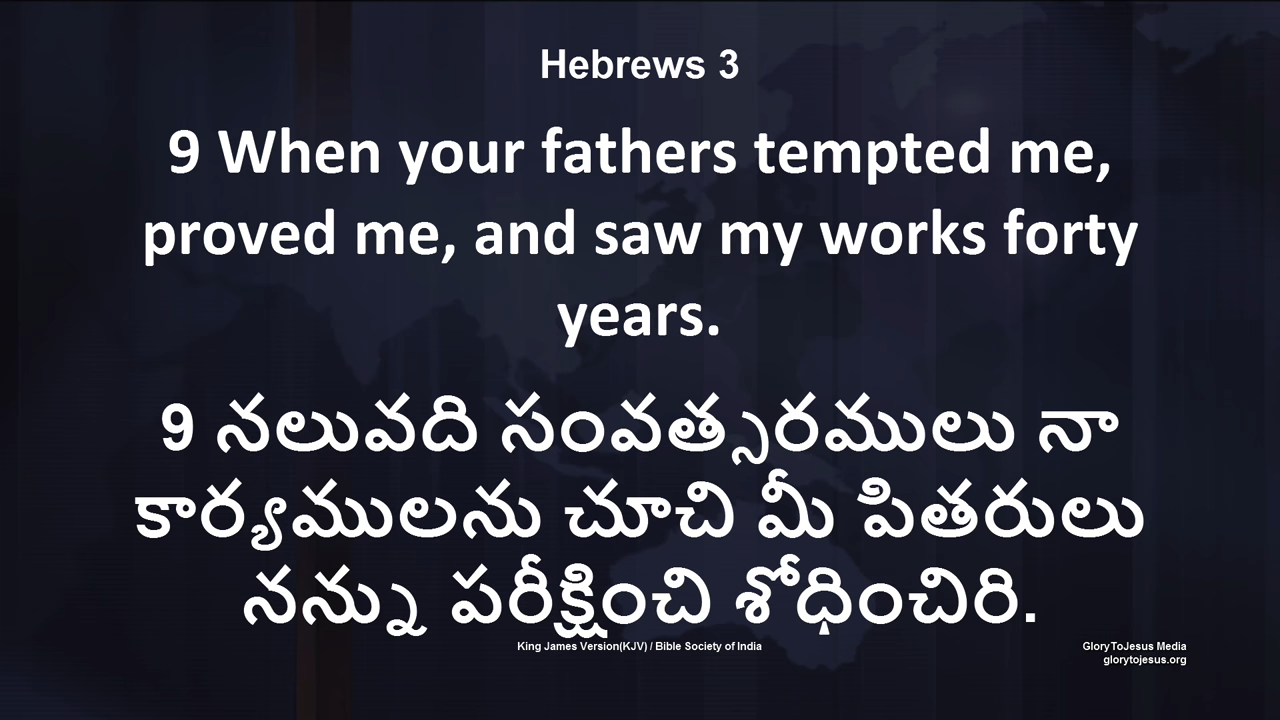 Hebrews 3
9 When your fathers tempted me,
proved me, and saw my works forty
years.
9 నలువది సంవత్సరములు నా
కార్యములను చూచి మీ పితరులు
నన్ను పరీక్షించి శోధించిరి.
King James Version(KJV) / Bible Society of India
GloryToJesus Media
glorytojesus.org